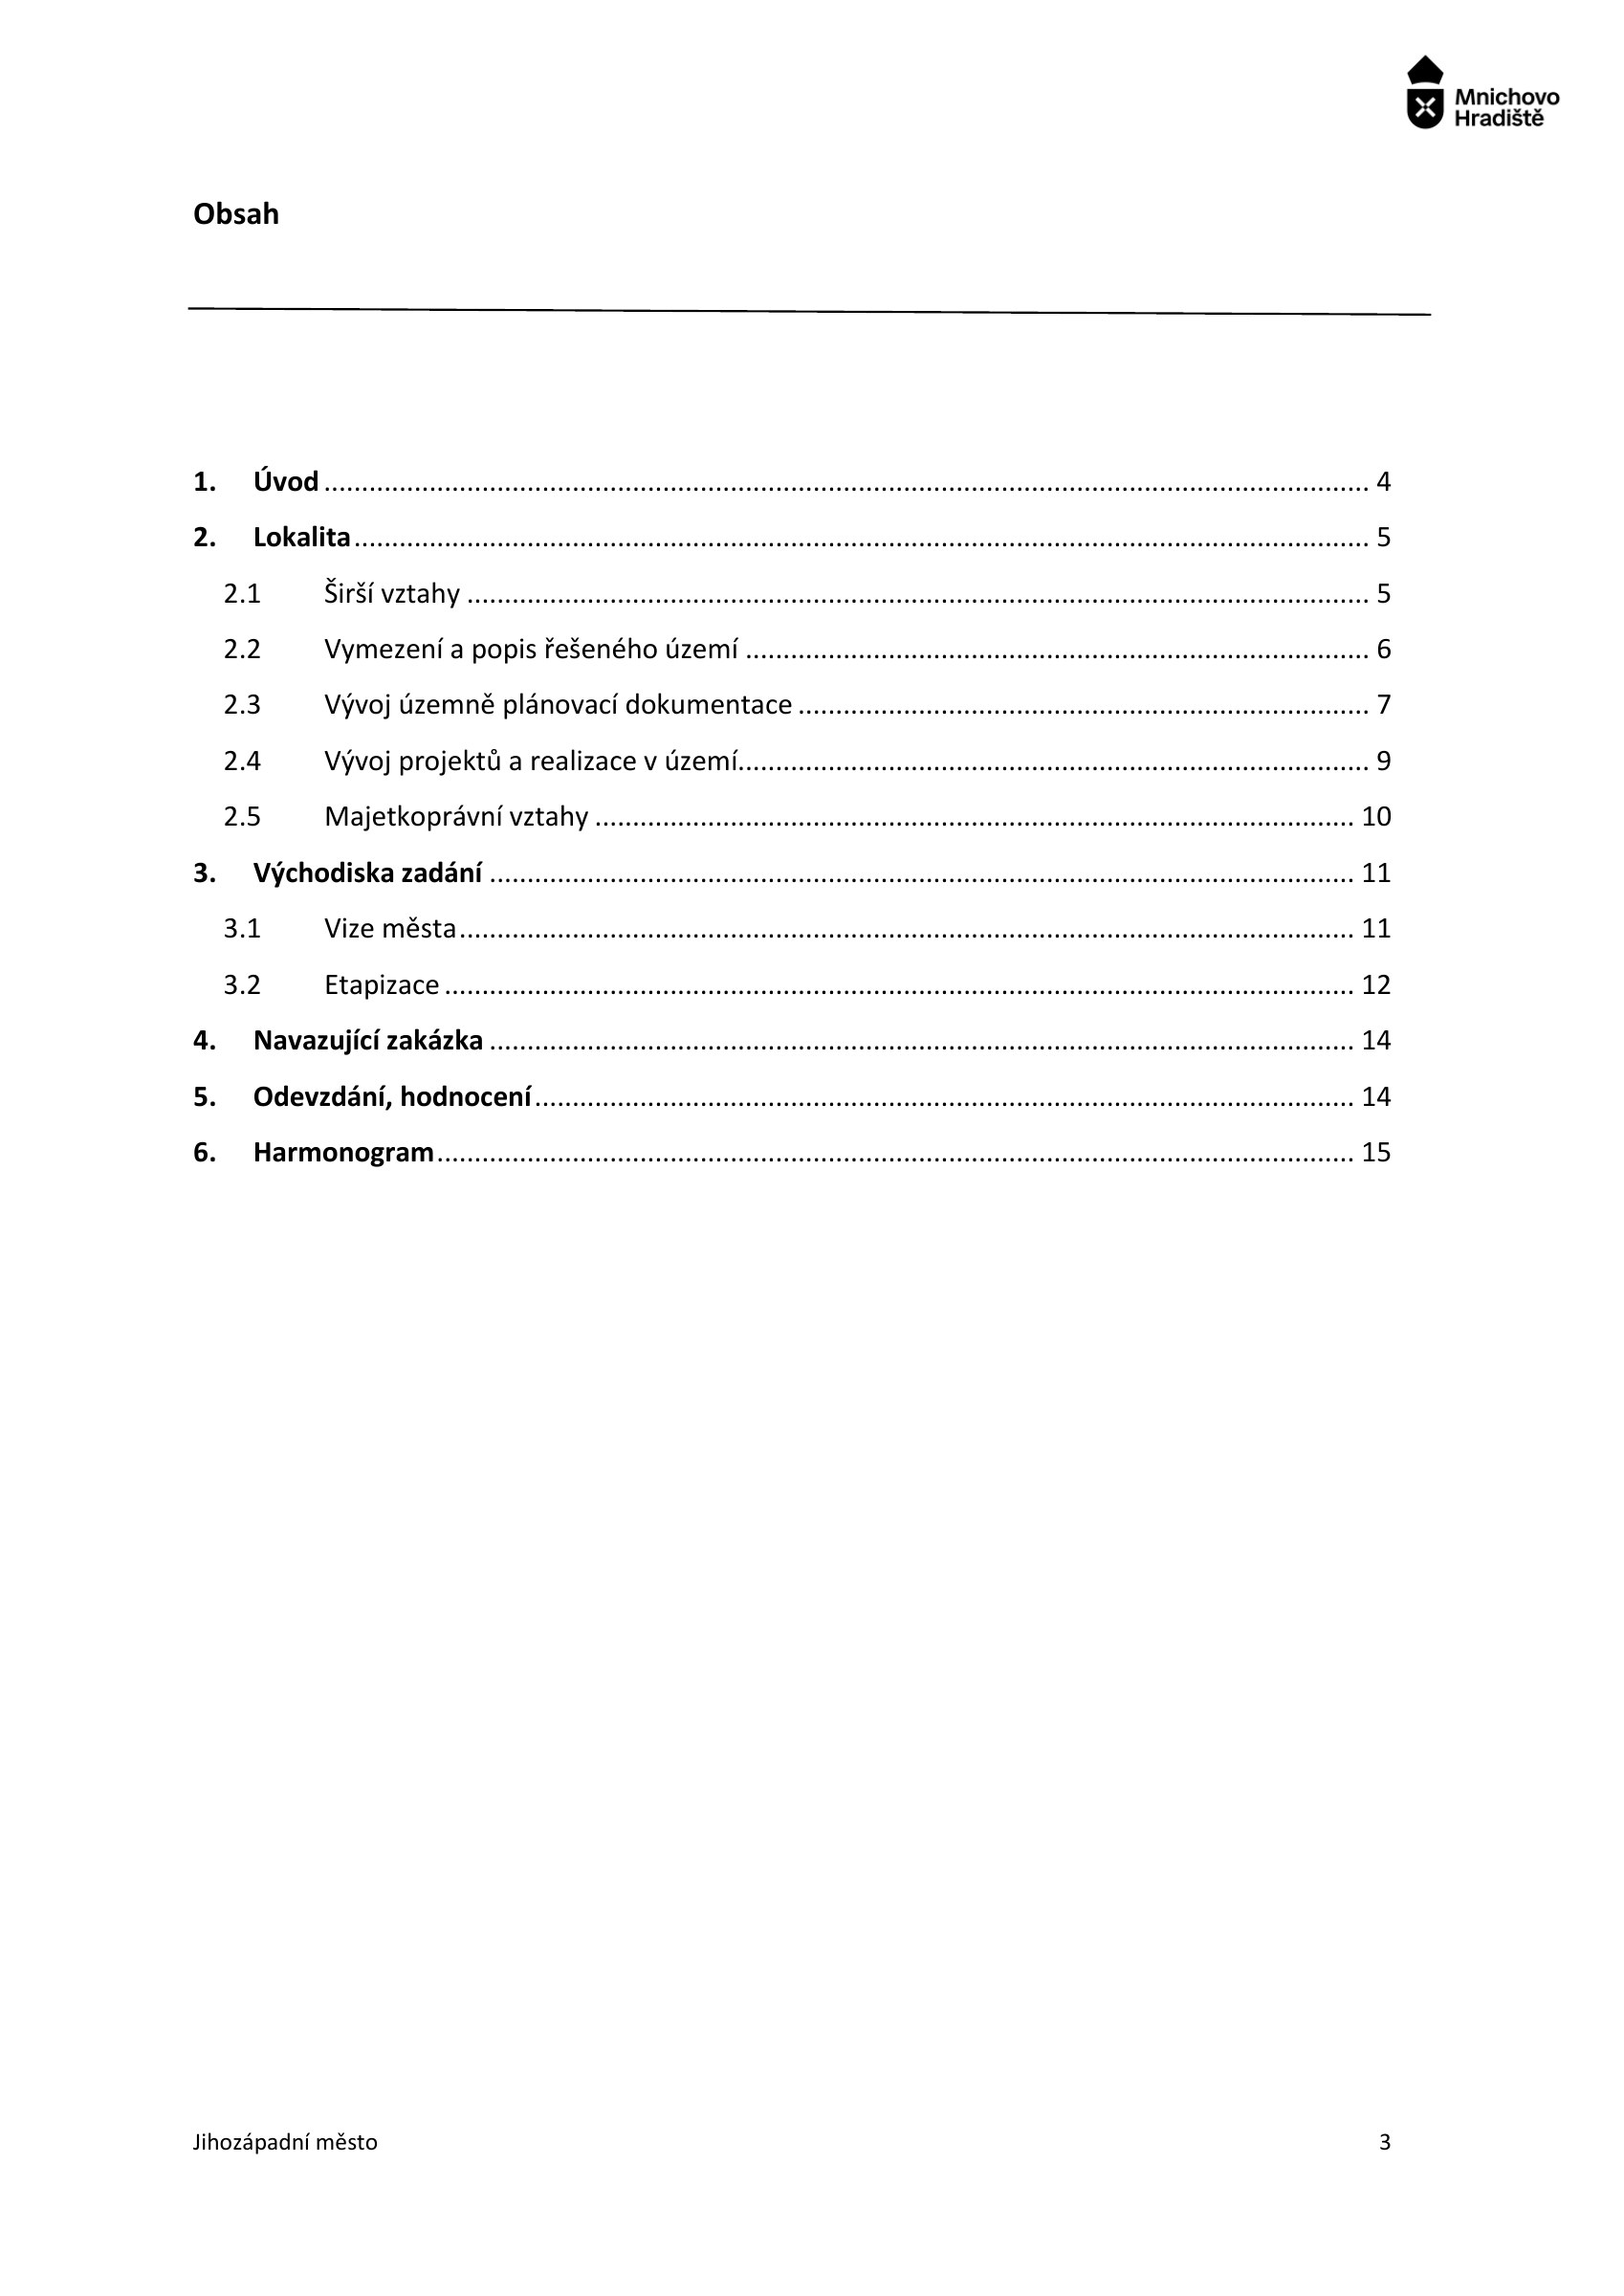 Mnichovo
Hradiště
Obsah
1. Úvod ........................................................ 4
2. Lokalita ........................................................ 5
2.1 Širší vztahy ........................................................ 5
2.2 Vymezení a popis řešeného území ........................................................ 6
2.3 Vývoj územně plánovací dokumentace ........................................................ 7
2.4 Vývoj projektů a realizace v území ........................................................ 9
2.5 Majetkoprávní vztahy ........................................................ 10
3. Východiska zadání ........................................................ 11
3.1 Vize města ........................................................ 11
3.2 Etapizace ........................................................ 12
4. Navazující zakázka ........................................................ 14
5. Odevzdání, hodnocení ........................................................ 14
6. Harmonogram ........................................................ 15
Jihozápadní město 3